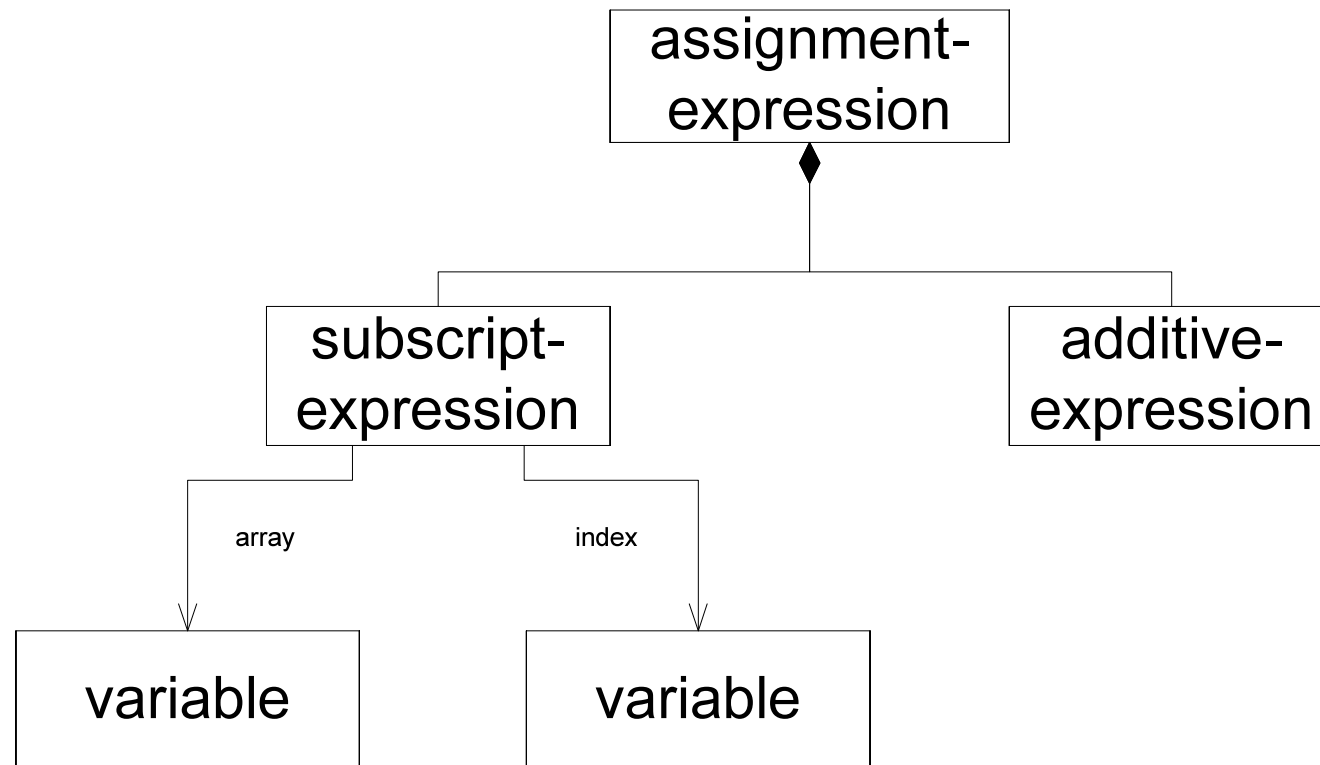 assignment-
expression
subscript-
expression
additive-
expression
array
index
variable
variable